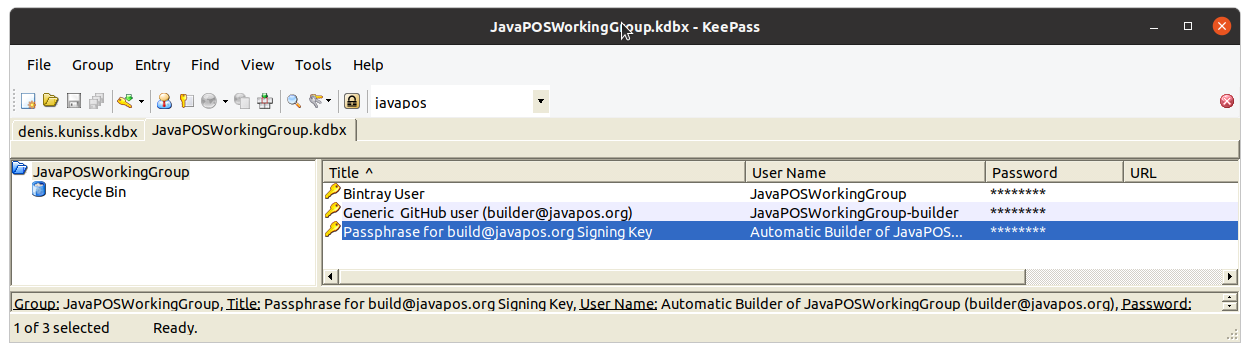 JavaPOSWorkingGroup.kdbx - KeePass
File Group Entry Find View Tools Help
javapos
denis.kuniss.kdbx JavaPOSWorkingGroup.kdbx
JavaPOSWorkingGroup
Recycle Bin
Title ^ User Name Password URL
Bintray User JavaPOSWorkingGroup ********
Generic GitHub user (builder@javapos.org) JavaPOSWorkingGroup-builder ********
Passphrase for build@javapos.org Signing Key Automatic Builder of JavaPOS... ********
Group: JavaPOSWorkingGroup, Title: Passphrase for build@javapos.org Signing Key, User Name: Automatic Builder of JavaPOSWorkingGroup (builder@javapos.org), Password:
1 of 3 selected Ready.